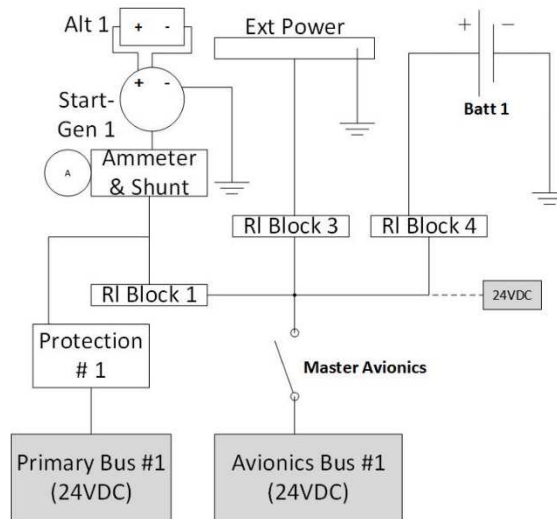 Alt 1
+ -
Ext Power
+ -
Batt 1
+ -
Start-
Gen 1
A
Ammeter
& Shunt
Rl Block 3
Rl Block 4
Rl Block 1
24VDC
Protection
# 1
Master Avionics
Primary Bus #1
(24VDC)
Avionics Bus #1
(24VDC)